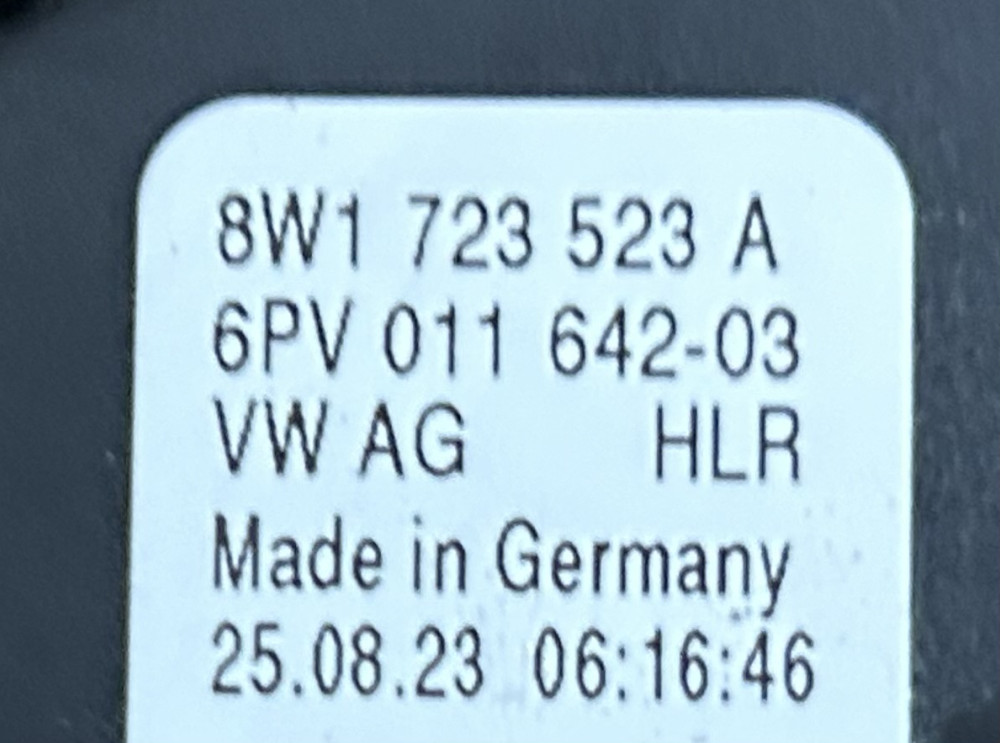 8W1 723 523 A
6PV 011 642-03
VW AG HLR
Made in Germany
25.08.23 06:16:46